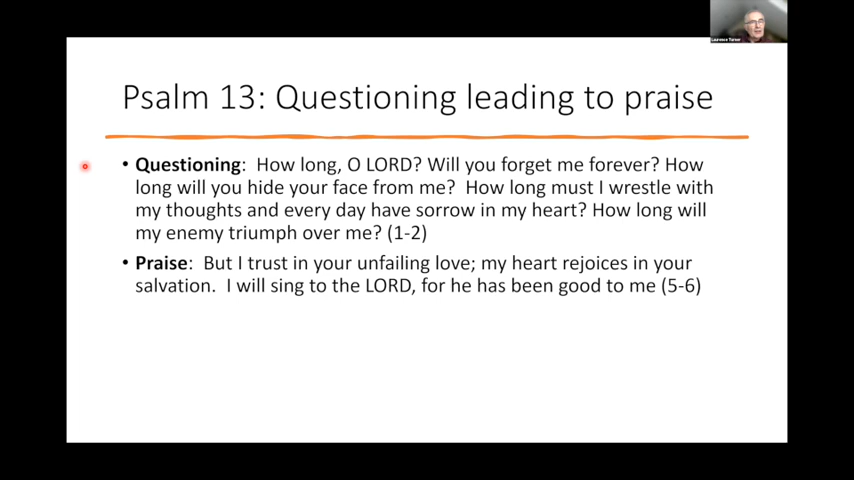 Laurence Turner
Psalm 13: Questioning leading to praise
• Questioning: How long, O LORD? Will you forget me forever? How
long will you hide your face from me? How long must I wrestle with
my thoughts and every day have sorrow in my heart? How long will
my enemy triumph over me? (1-2)
• Praise: But I trust in your unfailing love; my heart rejoices in your
salvation. I will sing to the LORD, for he has been good to me (5-6)